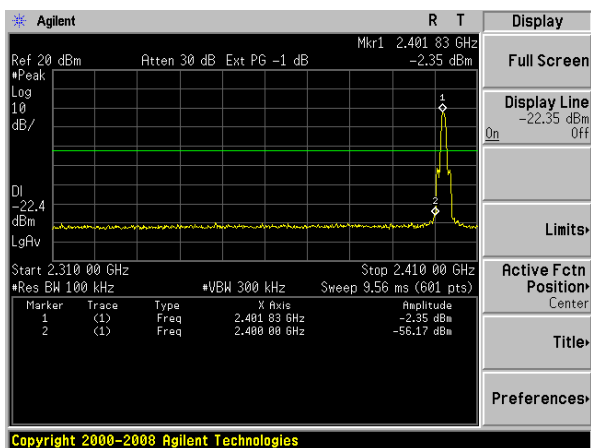 Agilent R T Display
Mkr1 2.401 83 GHz
Ref 20 dBm Atten 30 dB Ext PG -1 dB -2.35 dBm
#Peak
Log
10
dB/
1
DI
-22.4
dBm
2
LgAv
Start 2.310 00 GHz Stop 2.410 00 GHz
#Res BW 100 kHz #VBW 300 kHz Sweep 9.56 ms (601 pts)
Marker Trace Type X Axis Amplitude
1 (1) Freq 2.401 83 GHz -2.35 dBm
2 (1) Freq 2.400 00 GHz -56.17 dBm
Full Screen
Display Line
-22.35 dBm
On Off
Limits
Active Fctn
Position
Center
Title
Preferences
Copyright 2000-2008 Agilent Technologies